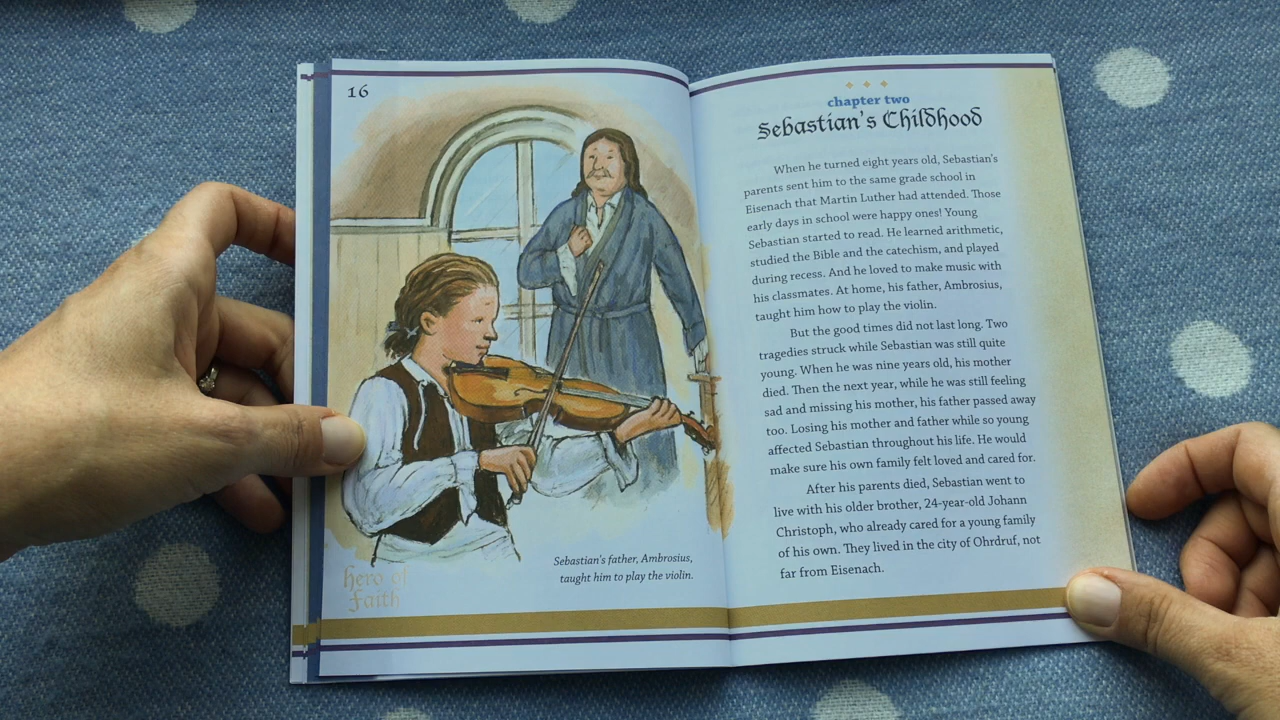 16
Sebastian's father, Ambrosius,
taught him to play the violin.
hero of
Faith
chapter two
Sebastian's Childhood
When he turned eight years old, Sebastian's
parents sent him to the same grade school in
Eisenach that Martin Luther had attended. Those
early days in school were happy ones! Young
Sebastian started to read. He learned arithmetic,
studied the Bible and the catechism, and played
during recess. And he loved to make music with
his classmates. At home, his father, Ambrosius,
taught him how to play the violin.
But the good times did not last long. Two
tragedies struck while Sebastian was still quite
young. When he was nine years old, his mother
died. Then the next year, while he was still feeling
sad and missing his mother, his father passed away
too. Losing his mother and father while so young
affected Sebastian throughout his life. He would
make sure his own family felt loved and cared for.
After his parents died, Sebastian went to
live with his older brother, 24-year-old Johann
Christoph, who already cared for a young family
of his own. They lived in the city of Ohrdruf, not
far from Eisenach.